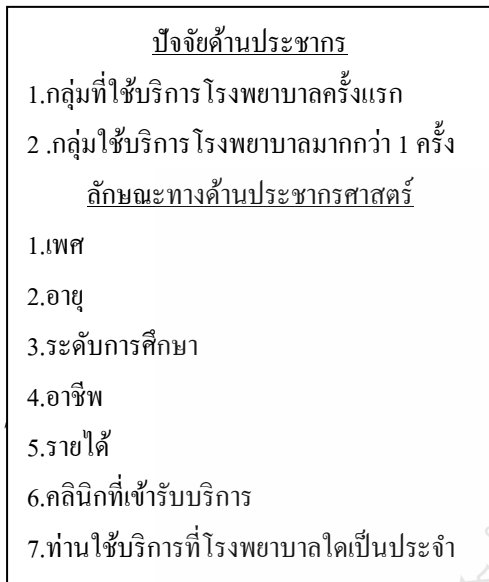 ปัจจัยด้านประชากร
1.กลุ่มที่ใช้บริการโรงพยาบาลครั้งแรก
2 .กลุ่มใช้บริการโรงพยาบาลมากกว่า 1 ครั้ง
ลักษณะทางด้านประชากรศาสตร์
1.เพศ
2.อายุ
3.ระดับการศึกษา
4.อาชีพ
5.รายได้
6.คลินิกที่เข้ารับบริการ
7.ท่านใช้บริการที่โรงพยาบาลใดเป็นประจำ